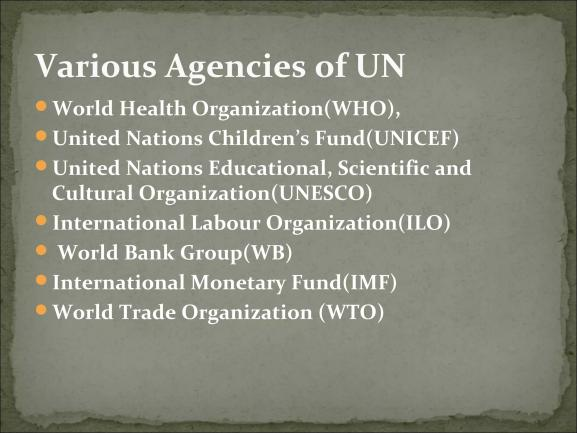 Various Agencies of UN
World Health Organization(WHO),
United Nations Children’s Fund(UNICEF)
United Nations Educational, Scientific and
Cultural Organization(UNESCO)
International Labour Organization(ILO)
World Bank Group(WB)
International Monetary Fund(IMF)
World Trade Organization (WTO)